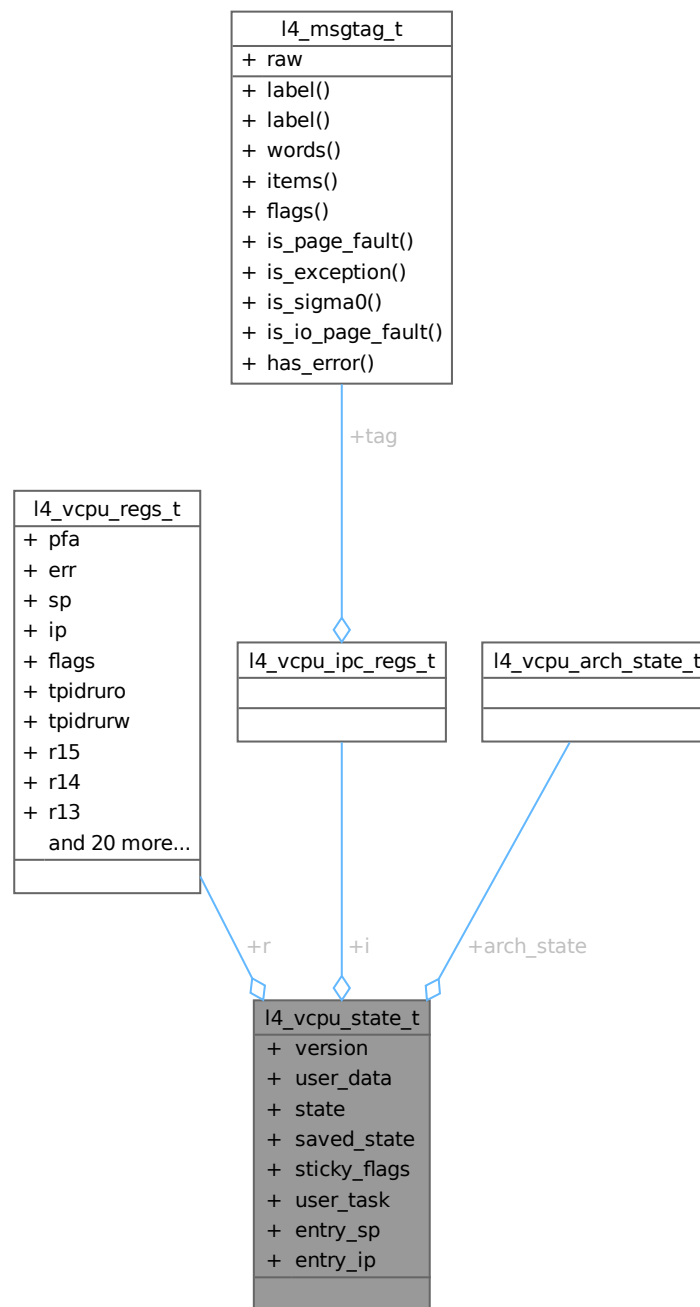 l4_msgtag_t
+ raw
+ label()
+ label()
+ words()
+ items()
+ flags()
+ is_page_fault()
+ is_exception()
+ is_sigma0()
+ is_io_page_fault()
+ has_error()
+tag
l4_vcpu_regs_t
+ pfa
+ err
+ sp
+ ip
+ flags
+ tpidruro
+ tpidrurw
+ r15
+ r14
+ r13
and 20 more...
l4_vcpu_ipc_regs_t
l4_vcpu_arch_state_t
+r
+i
+arch_state
l4_vcpu_state_t
+ version
+ user_data
+ state
+ saved_state
+ sticky_flags
+ user_task
+ entry_sp
+ entry_ip